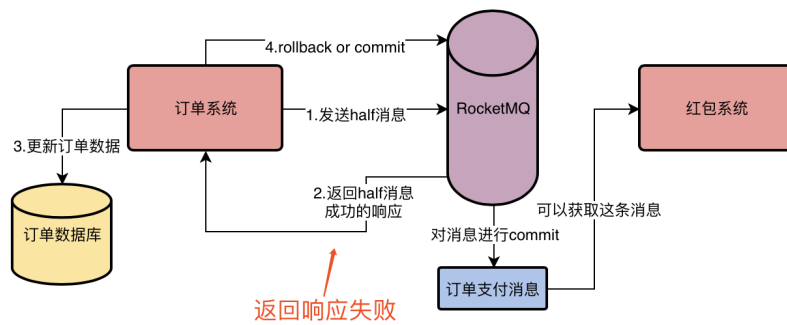 4.rollback or commit
订单系统
1.发送half消息
RocketMQ
红包系统
3.更新订单数据
2.返回half消息
成功的响应
可以获取这条消息
订单数据库
对消息进行commit
订单支付消息
返回响应失败